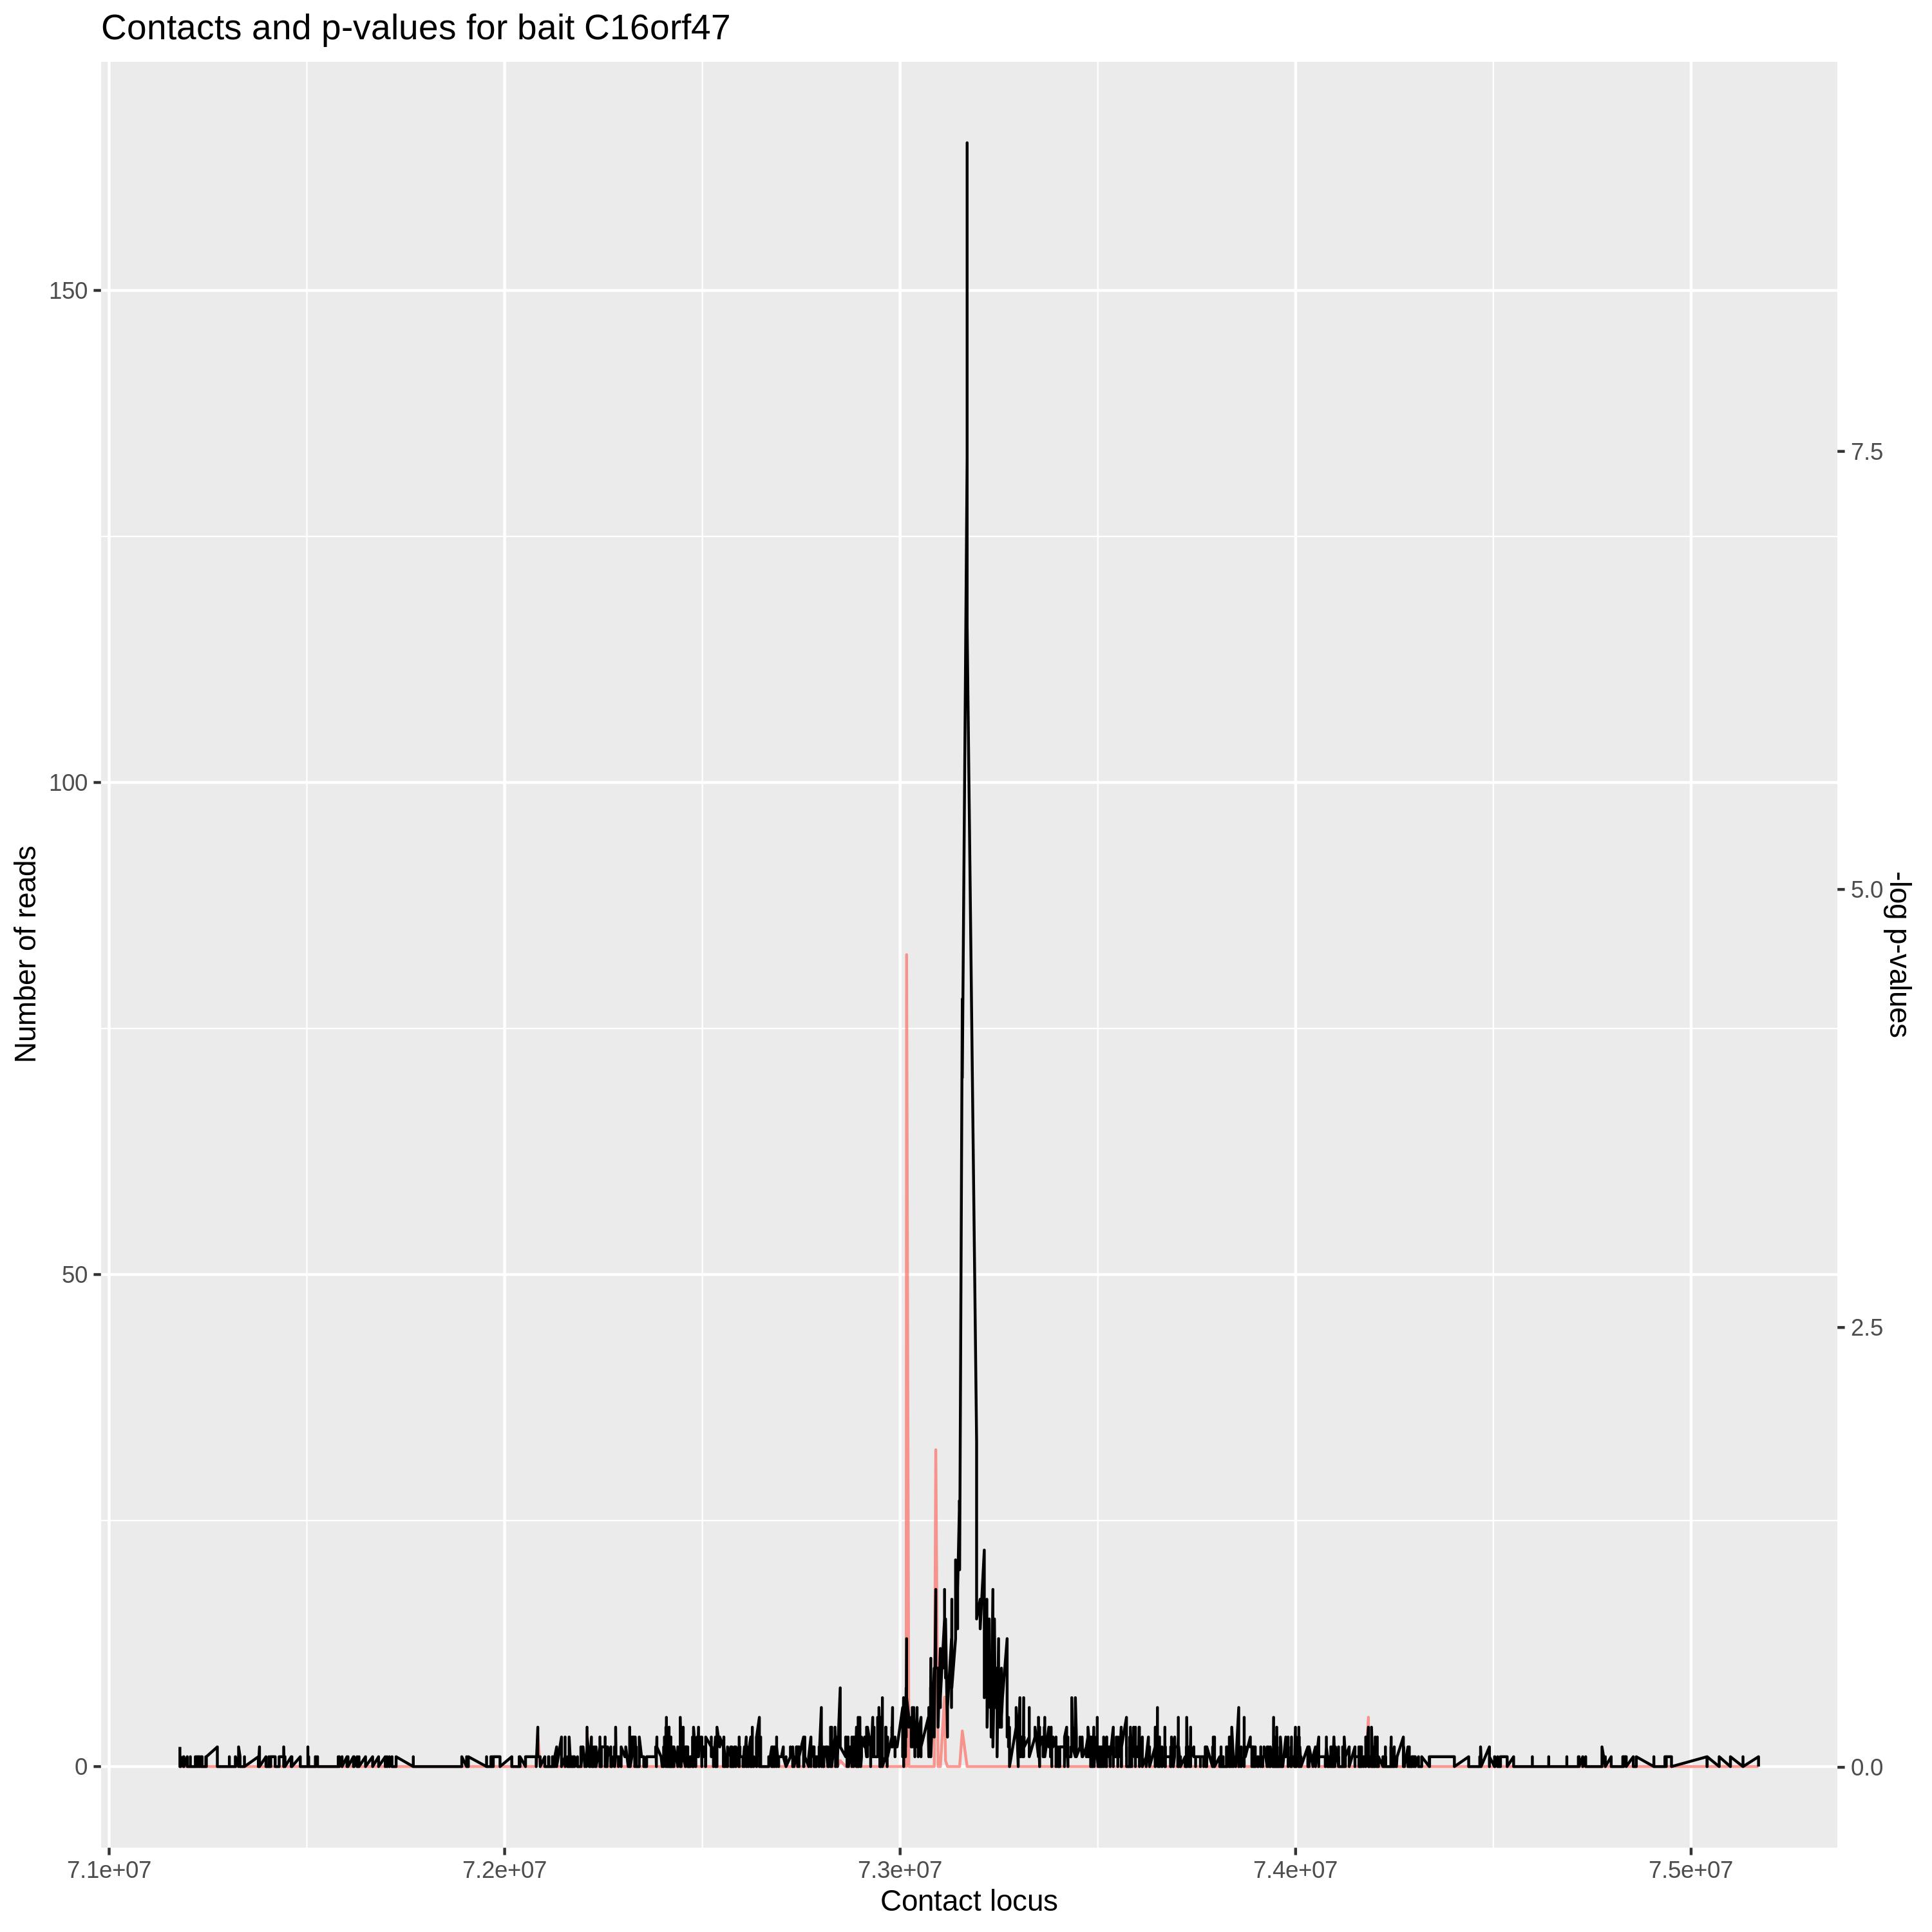 Contacts and p-values for bait C16orf47
150
100
50
0
Number of reads
7.5
5.0
2.5
0.0
-log p-values
7.1e+07
7.2e+07
7.3e+07
7.4e+07
7.5e+07
Contact locus